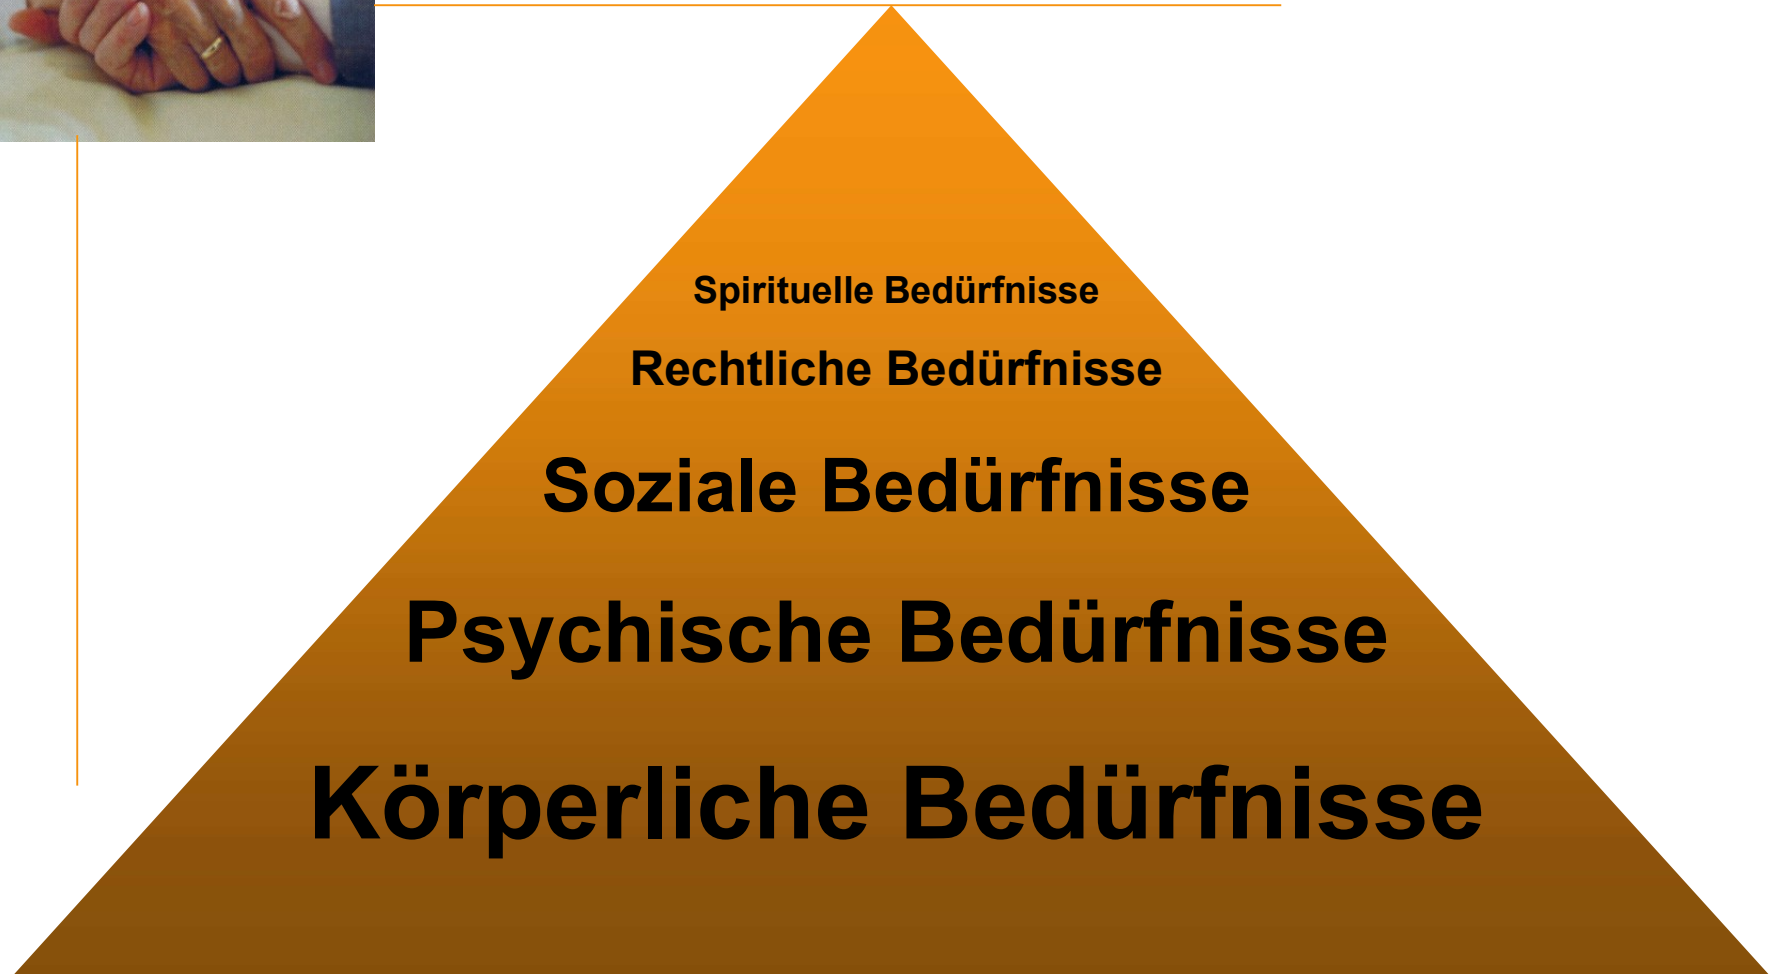 Spirituelle Bedürfnisse
Rechtliche Bedürfnisse
Soziale Bedürfnisse
Psychische Bedürfnisse
Körperliche Bedürfnisse